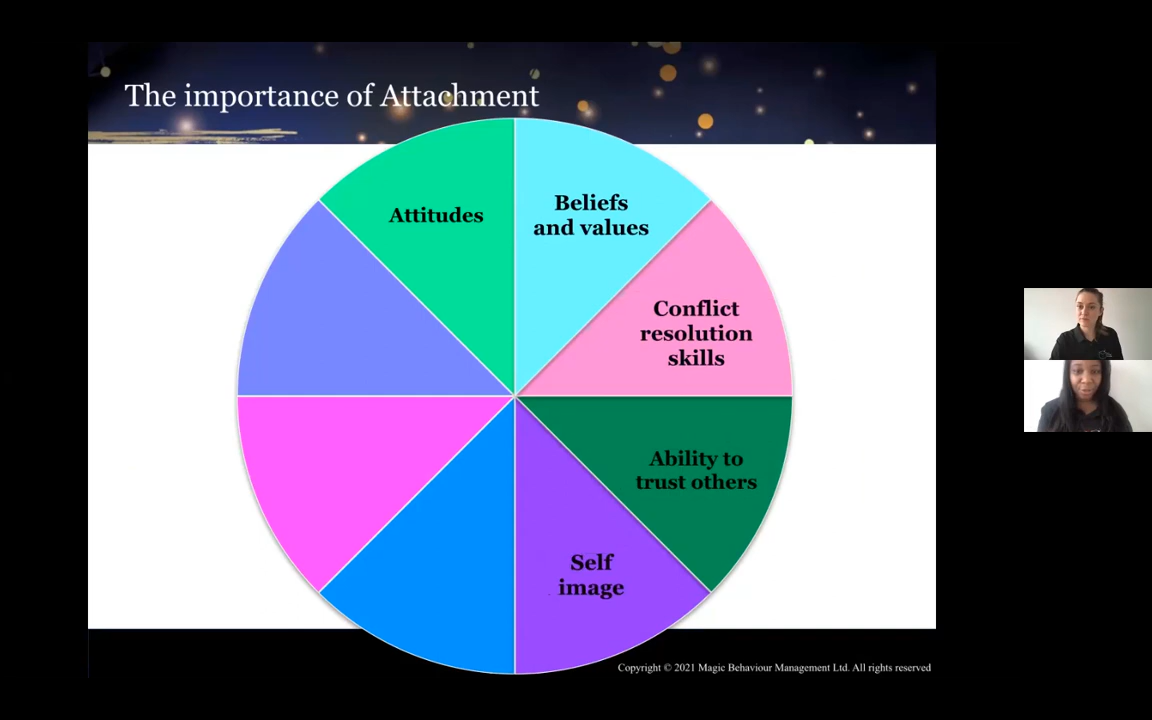 The importance of Attachment
Attitudes
Beliefs
and values
Conflict
resolution
skills
Ability to
trust others
Self
image
Copyright © 2021 Magic Behaviour Management Ltd. All rights reserved